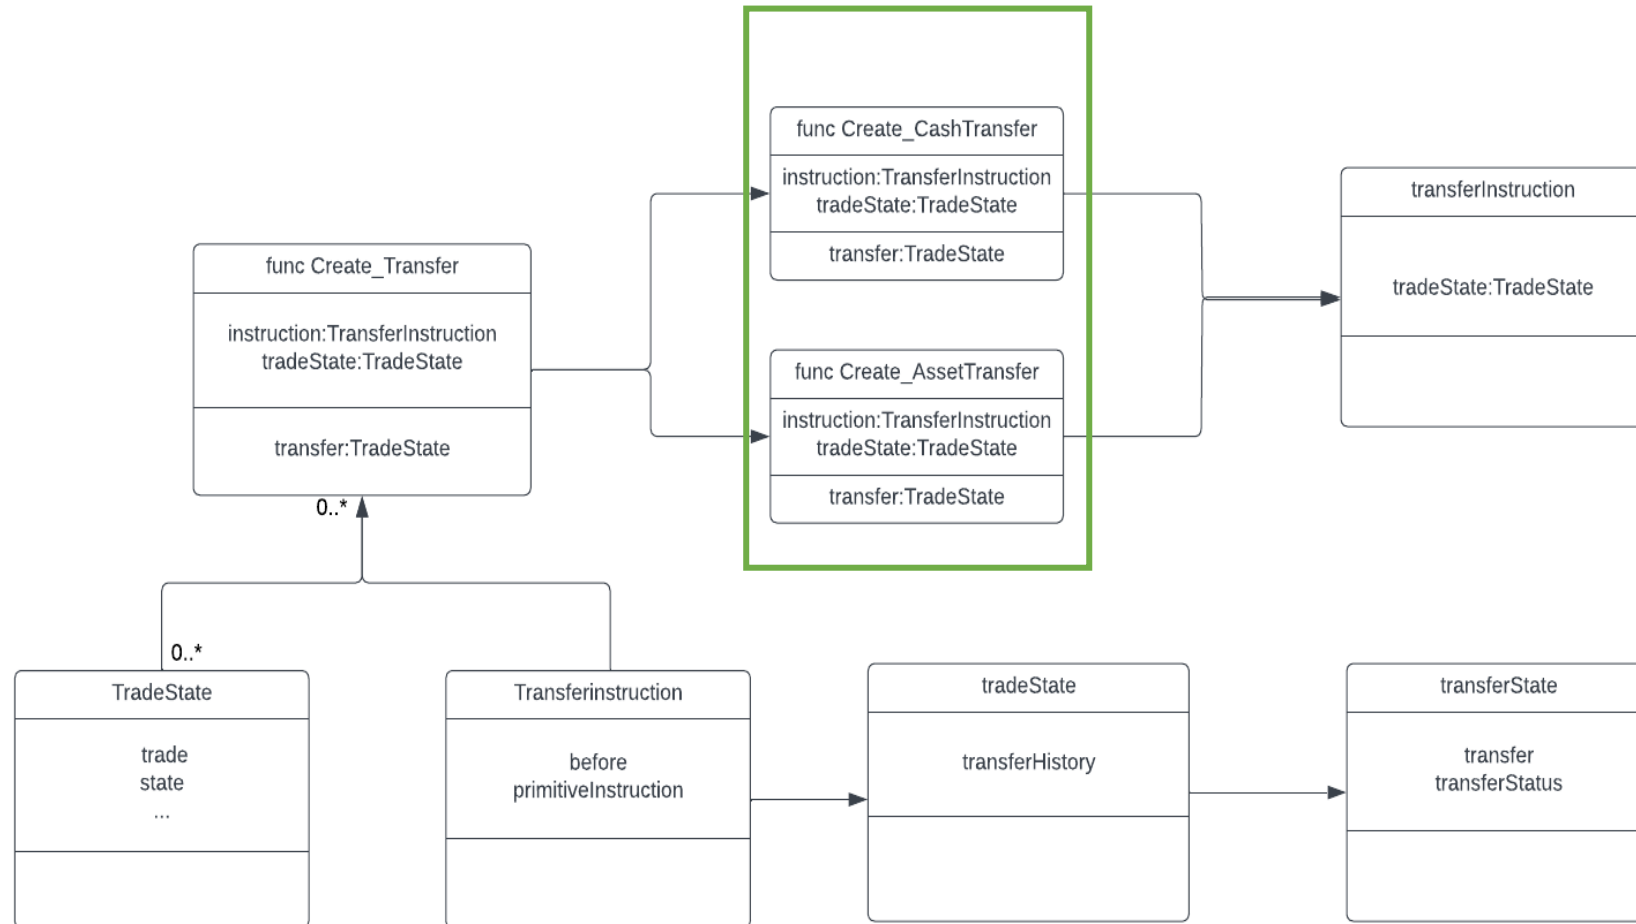 func Create_CashTransfer
instruction:TransferInstruction
tradeState:TradeState
transfer:TradeState
transferInstruction
tradeState:TradeState
func Create_Transfer
instruction:TransferInstruction
tradeState:TradeState
transfer:TradeState
func Create_AssetTransfer
instruction:TransferInstruction
tradeState:TradeState
transfer:TradeState
0..*
0..*
TradeState
trade
state
...
Transferinstruction
before
primitiveInstruction
tradeState
transferHistory
transferState
transfer
transferStatus